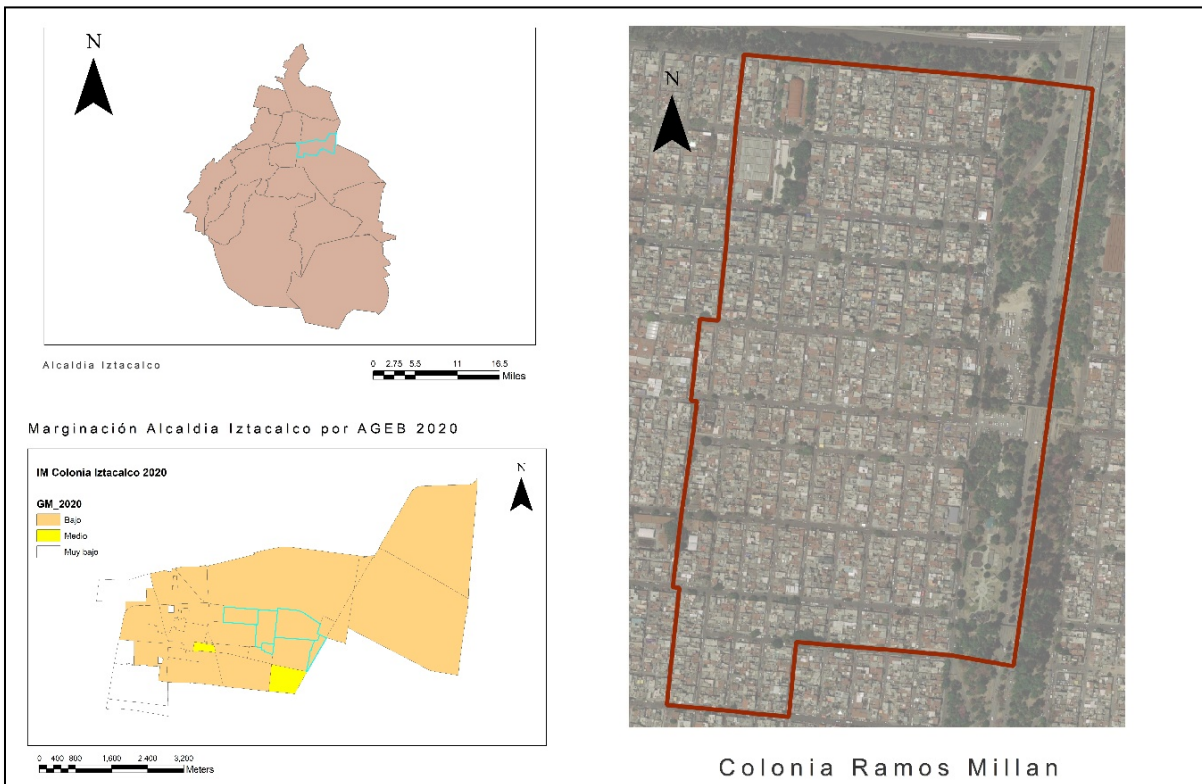 N
Alcaldia Iztacalco
0 2.75 5.5 11 16.5
Miles
Marginación Alcaldia Iztacalco por AGEB 2020
IM Colonia Iztacalco 2020
N
GM_2020
Bajo
Medio
Muy bajo
0 400 800 1,600 2,400 3,200
Meters
N
Colonia Ramos Millan